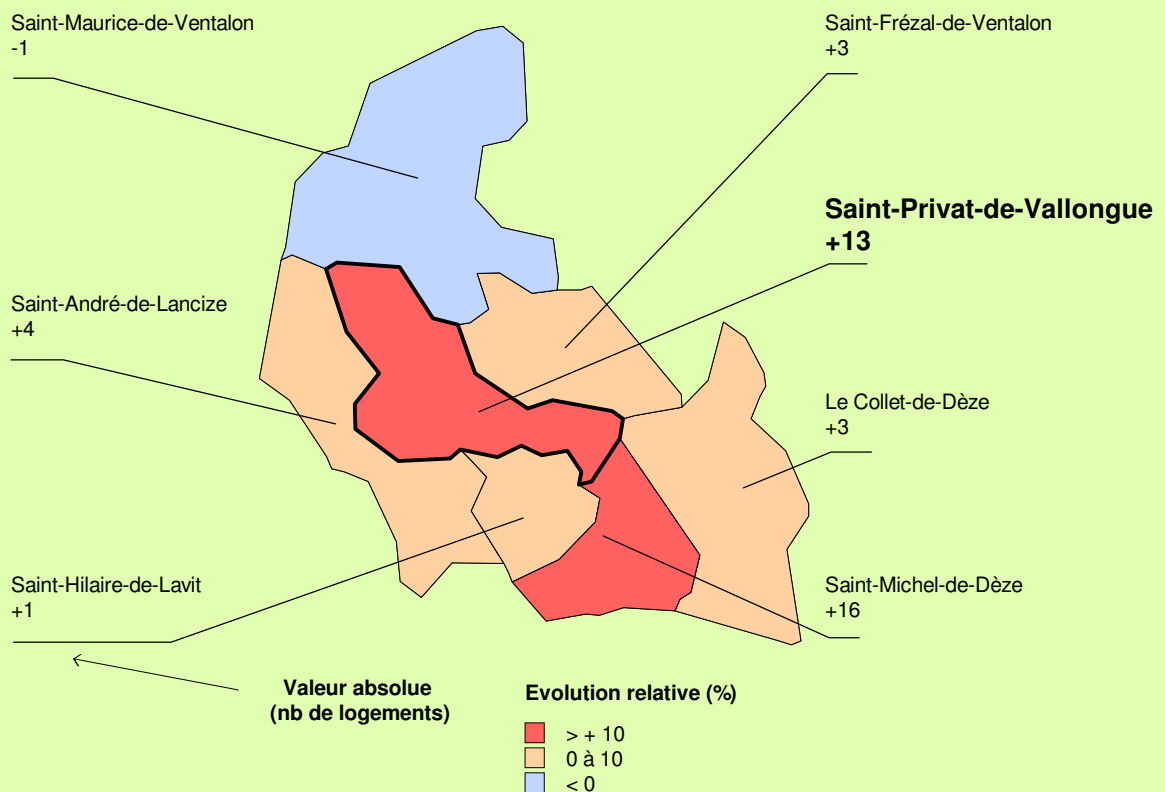 Saint-Maurice-de-Ventalon
-1
Saint-Frézal-de-Ventalon
+3
Saint-Privat-de-Vallongue
+13
Saint-André-de-Lancize
+4
Le Collet-de-Dèze
+3
Saint-Hilaire-de-Lavit
+1
Saint-Michel-de-Dèze
+16
Valeur absolue
(nb de logements)
Evolution relative (%)
> + 10
0 à 10
< 0